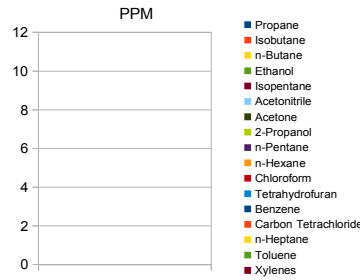 PPM
12
10
8
6
4
2
0
Propane
Isobutane
n-Butane
Ethanol
Isopentane
Acetonitrile
Acetone
2-Propanol
n-Pentane
n-Hexane
Chloroform
Tetrahydrofuran
Benzene
Carbon Tetrachloride
n-Heptane
Toluene
Xylenes